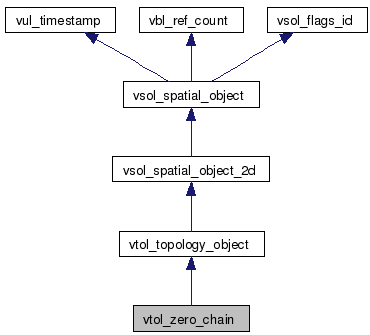 vul_timestamp
vbl_ref_count
vsol_flags_id
vsol_spatial_object
vsol_spatial_object_2d
vtol_topology_object
vtol_zero_chain